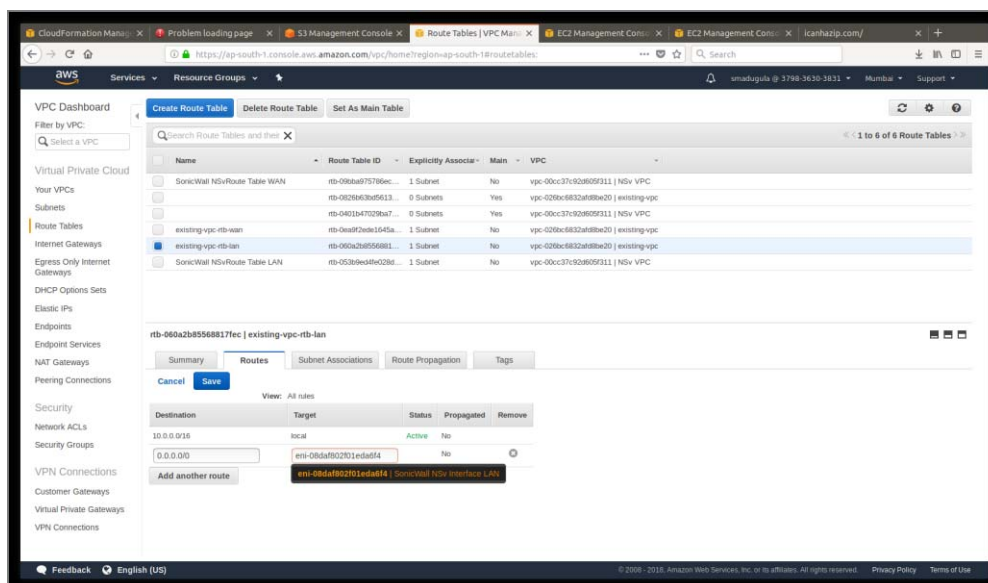 CloudFormation Manag
Problem loading page
S3 Management Console
Route Tables | VPC Mana
EC2 Management Conso
EC2 Management Conso
icanhazip.com/
https://ap-south-1.console.aws.amazon.com/vpc/home?region=ap-south-1#routetables:
Search
aws
Services
Resource Groups
smadugula @ 3798-3630-3831
Mumbai
Support
VPC Dashboard
Filter by VPC:
Select a VPC
Virtual Private Cloud
Your VPCs
Subnets
Route Tables
Internet Gateways
Egress Only Internet
Gateways
DHCP Options Sets
Elastic IPs
Endpoints
Endpoint Services
NAT Gateways
Peering Connections
Security
Network ACLs
Security Groups
VPN Connections
Customer Gateways
Virtual Private Gateways
VPN Connections
Create Route Table Delete Route Table Set As Main Table
Search Route Tables and their
1 to 6 of 6 Route Tables
Name Route Table ID Explicitly Associat Main VPC
SonicWall NSvRoute Table WAN rtb-09bba975786ec... 1 Subnet No vpc-00cc37c92d605f311 | NSv VPC
rtb-0826b63bd5613... 0 Subnets Yes vpc-026bc6832afd8be20 | existing-vpc
rtb-0401b47029ba7... 0 Subnets Yes vpc-00cc37c92d605f311 | NSv VPC
existing-vpc-rtb-wan rtb-0ea9f2ede1645a... 1 Subnet No vpc-026bc6832afd8be20 | existing-vpc
existing-vpc-rtb-lan rtb-060a2b8556881... 1 Subnet No vpc-026bc6832afd8be20 | existing-vpc
SonicWall NSvRoute Table LAN rtb-053b9ed4fe028d... 1 Subnet No vpc-00cc37c92d605f311 | NSv VPC
rtb-060a2b85568817fec | existing-vpc-rtb-lan
Summary Routes Subnet Associations Route Propagation Tags
Cancel Save
View: All rules
Destination Target Status Propagated Remove
10.0.0.0/16 local Active No
0.0.0.0/0 eni-08daf802f01eda6f4 No
eni-08daf802f01eda6f4 | SonicWall NSv Interface LAN
Add another route
Feedback English (US)
© 2008 - 2018, Amazon Web Services, Inc. or its affiliates. All rights reserved. Privacy Policy Terms of Use